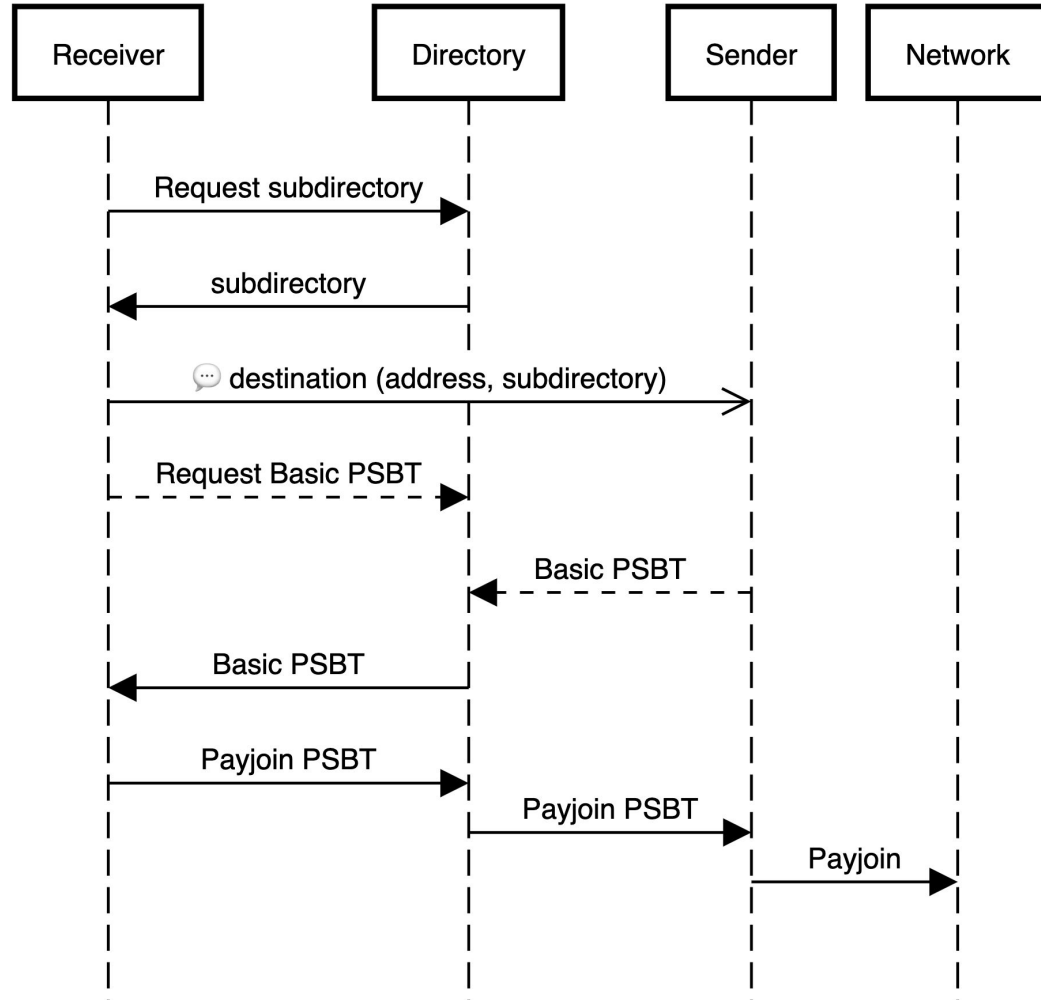 Receiver
Directory
Sender
Network
Request subdirectory
subdirectory
💬 destination (address, subdirectory)
Request Basic PSBT
Basic PSBT
Basic PSBT
Payjoin PSBT
Payjoin PSBT
Payjoin